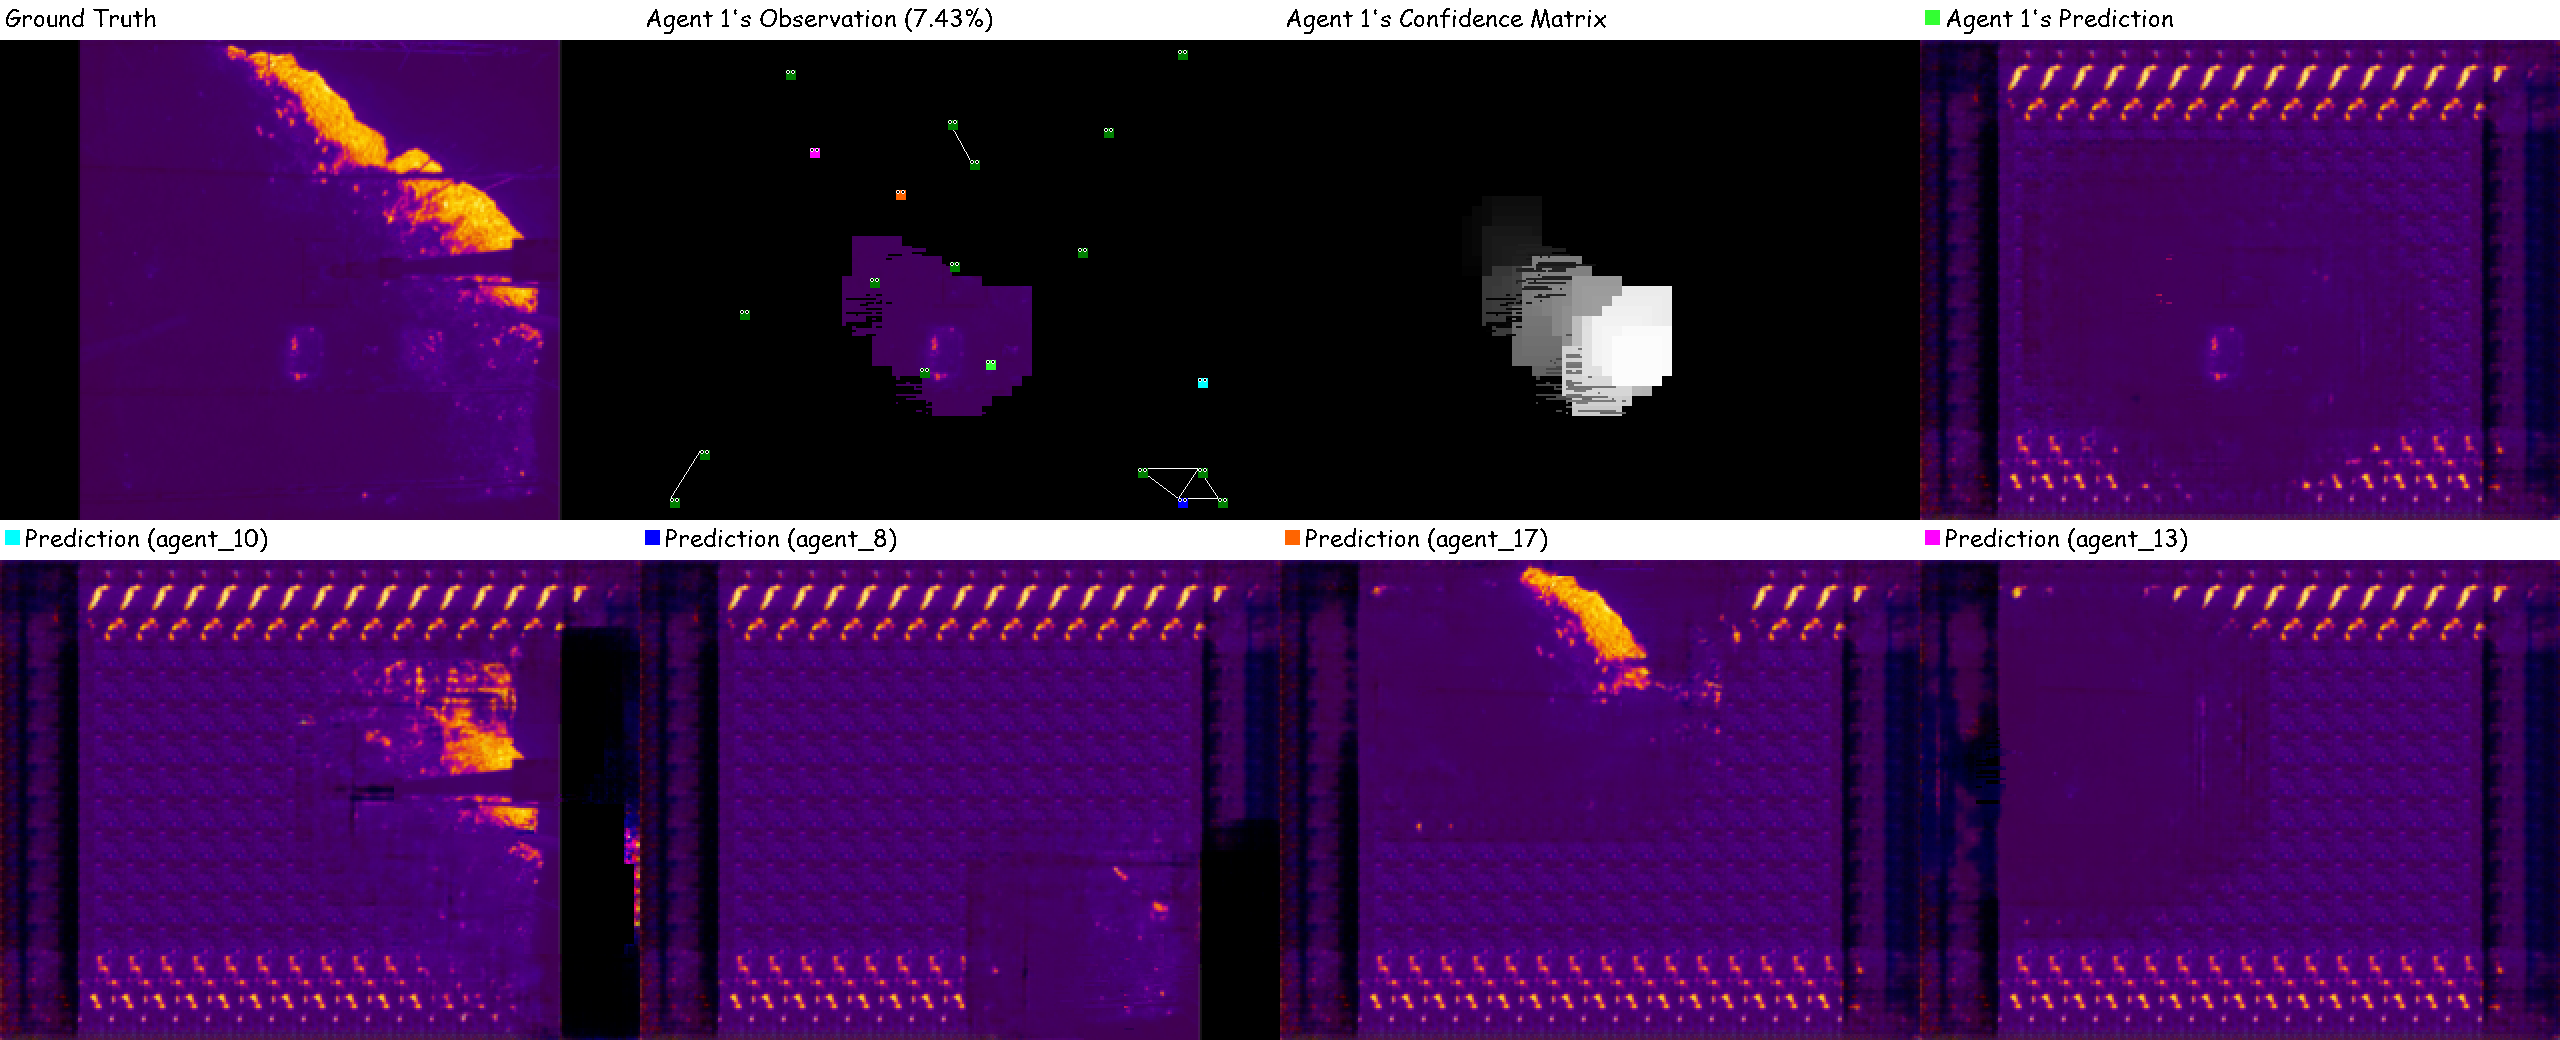 Ground Truth
Agent 1's Observation (7.43%)
Agent 1's Confidence Matrix
Agent 1's Prediction
Prediction (agent_10)
Prediction (agent_8)
Prediction (agent_17)
Prediction (agent_13)